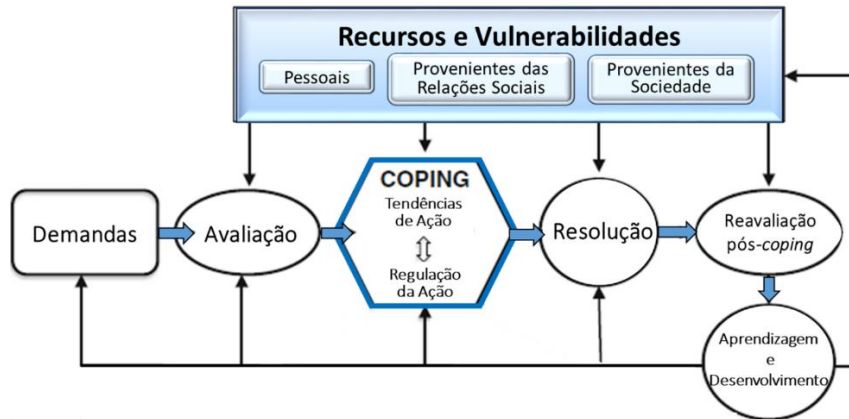 Recursos e Vulnerabilidades
Pessoais
Provenientes das
Relações Sociais
Provenientes da
Sociedade
Demandas
Avaliação
COPING
Tendências
de Ação
Regulação
da Ação
Resolução
Reavaliação
pós-coping
Aprendizagem
e
Desenvolvimento